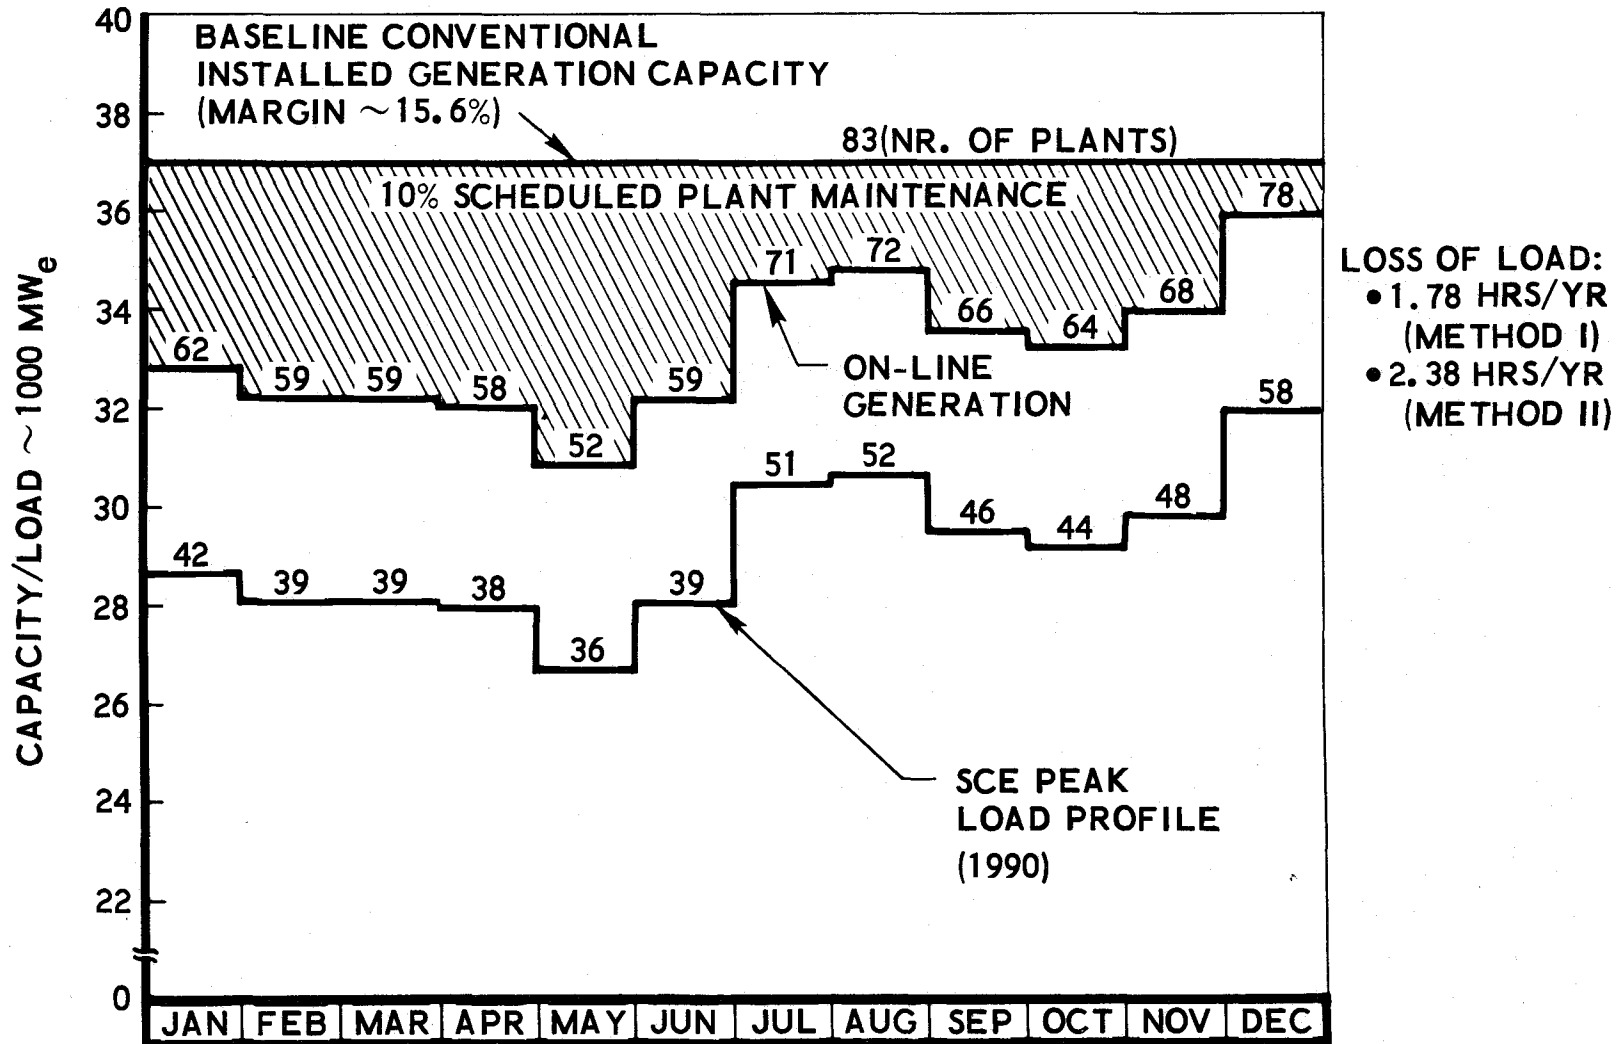 40
BASELINE CONVENTIONAL
INSTALLED GENERATION CAPACITY
(MARGIN ~15.6%)
38
83(NR. OF PLANTS)
10% SCHEDULED PLANT MAINTENANCE
78
36
72
71
LOSS OF LOAD:
• 1.78 HRS/YR
(METHOD I)
• 2.38 HRS/YR
(METHOD II)
34
68
66
64
62
ON-LINE
GENERATION
59
59
58
59
32
58
52
CAPACITY/LOAD ~ 1000 MWe
51
52
30
46
44
48
42
39
39
38
39
28
36
26
SCE PEAK
LOAD PROFILE
(1990)
24
22
0
JAN FEB MAR APR MAY JUN JUL AUG SEP OCT NOV DEC